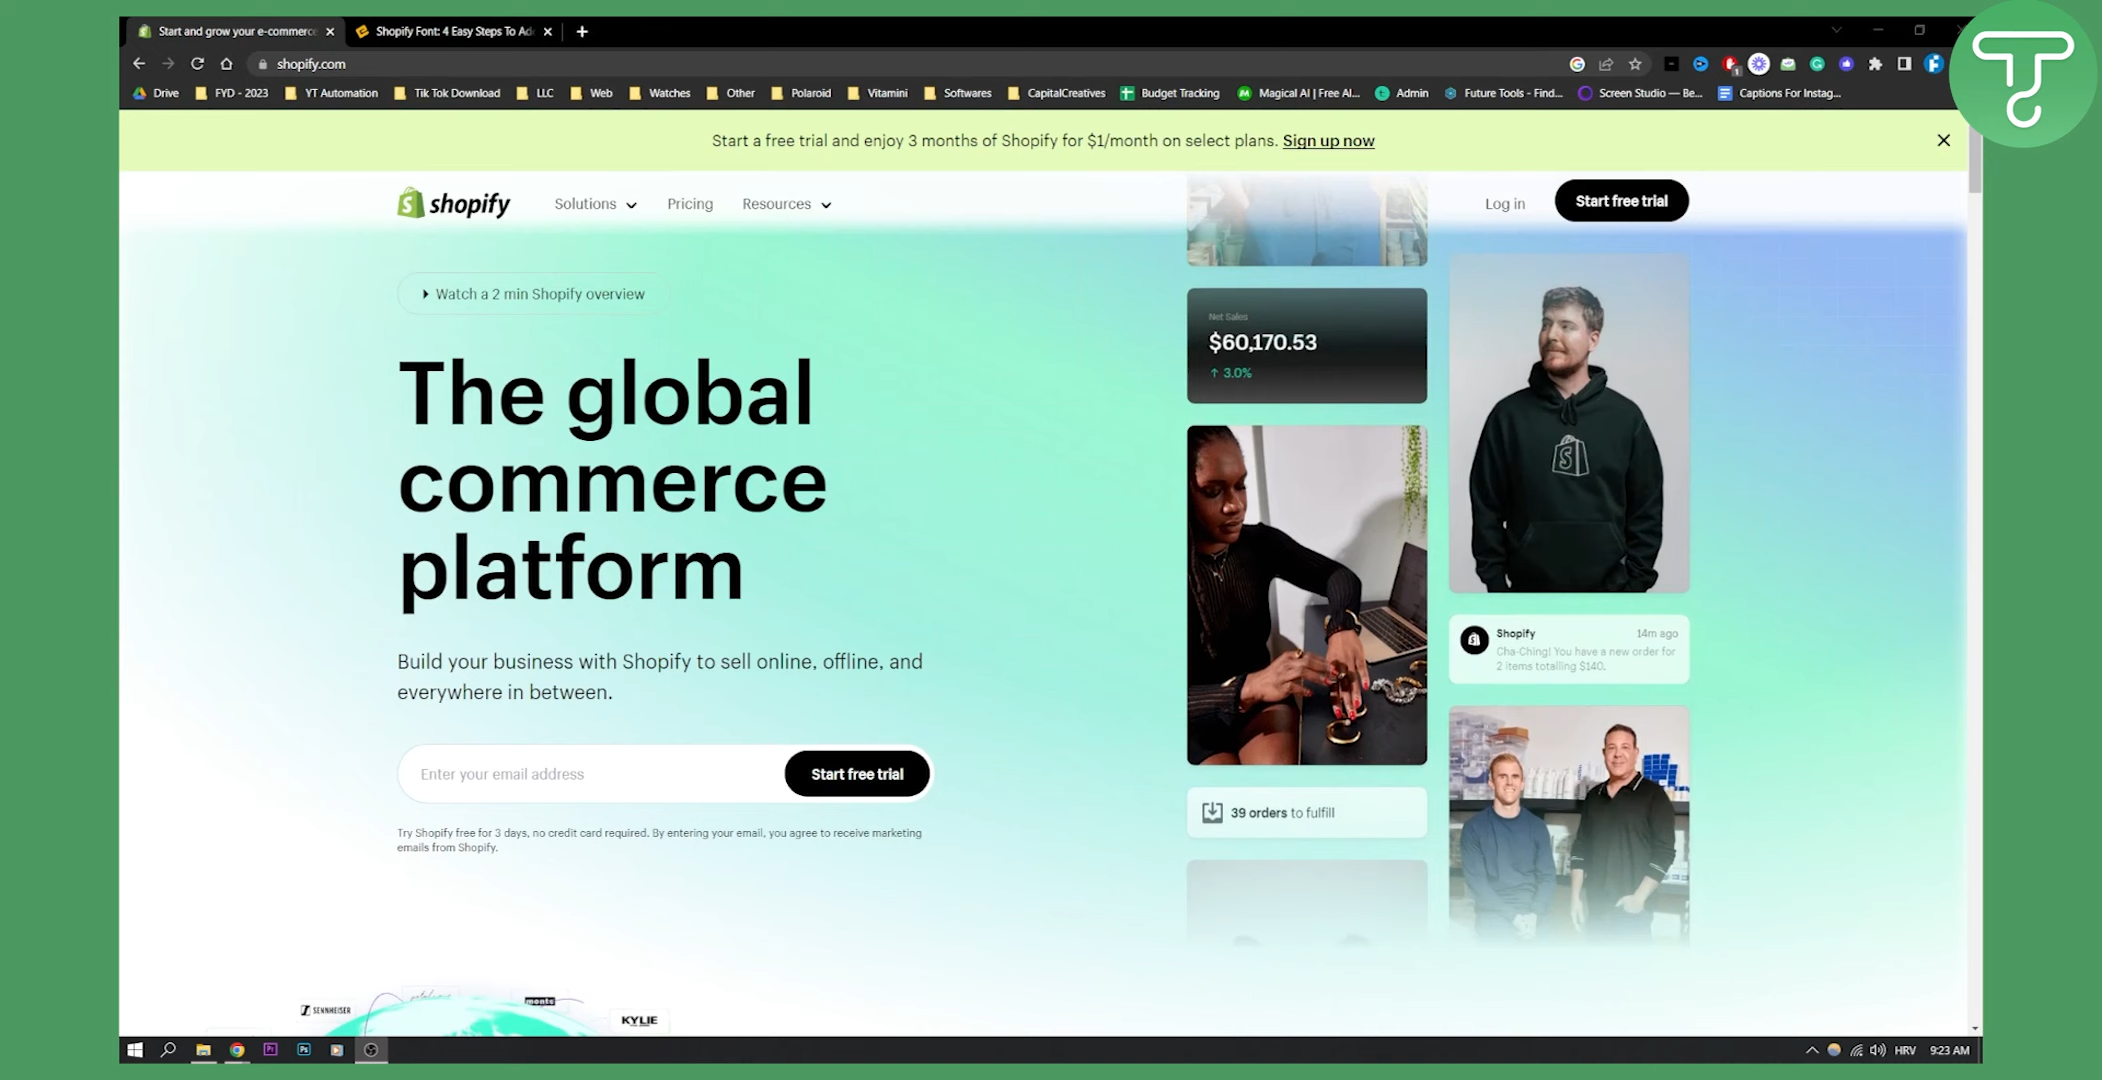 Start and grow your e-commerce
Shopify Font: 4 Easy Steps To Ad
shopify.com
Drive
FYD - 2023
YT Automation
Tik Tok Download
LLC
Web
Watches
Other
Polaroid
Vitamini
Softwares
CapitalCreatives
Budget Tracking
Magical AI | Free AI...
Admin
Future Tools - Find...
Screen Studio — Be...
Captions For Instag...
Start a free trial and enjoy 3 months of Shopify for $1/month on select plans. Sign up now
shopify
Solutions
Pricing
Resources
Log in
Start free trial
Watch a 2 min Shopify overview
The global
commerce
platform
Build your business with Shopify to sell online, offline, and
everywhere in between.
Enter your email address
Start free trial
Try Shopify free for 3 days, no credit card required. By entering your email, you agree to receive marketing
emails from Shopify.
Net Sales
$60,170.53
↑ 3.0%
39 orders to fulfill
Shopify
14m ago
Cha-Ching! You have a new order for
2 items totalling $140.
SENNHEISER
monte
KYLIE
HRV
9:23 AM